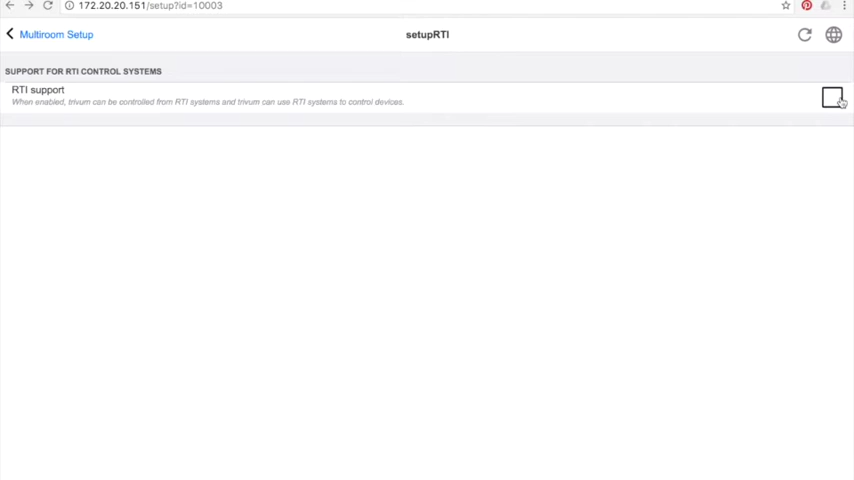 172.20.20.151/setup?id=10003
Multiroom Setup
setupRTI
SUPPORT FOR RTI CONTROL SYSTEMS
RTI support
When enabled, trivum can be controlled from RTI systems and trivum can use RTI systems to control devices.